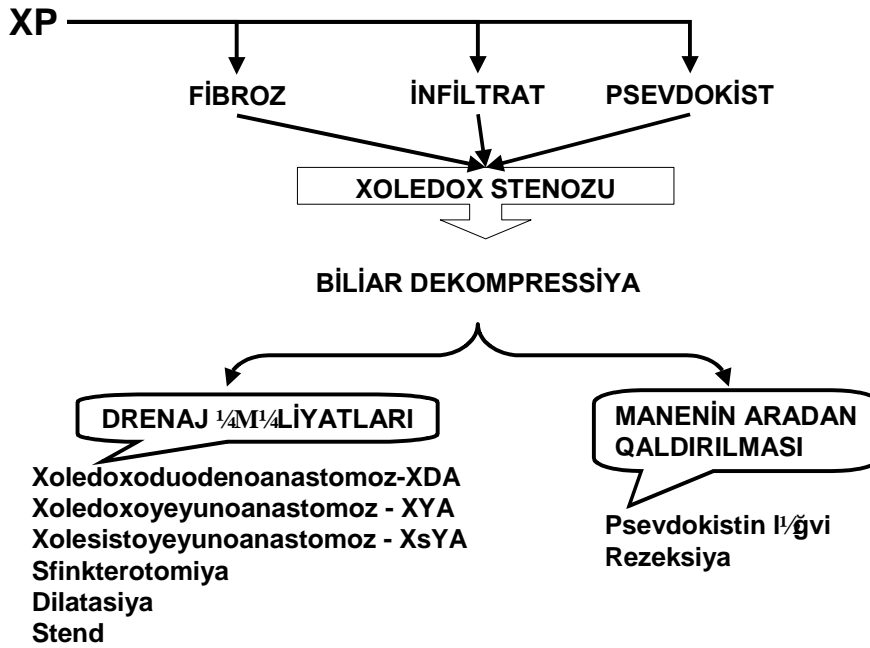 XP
FİBROZ İNFİLTRAT PSEVDOKİST
XOLEDOX STENOZU
BİLİAR DEKOMPRESSİYA
DRENAJ ¼M¼LİYATLARI
Xoledoxoduodenoanastomoz-XDA
Xoledoxoyeyunoanastomoz - XYA
Xolesistoyeyunoanastomoz - XsYA
Sfinkterotomiya
Dilatasiya
Stend
MANENİN ARADAN
QALDIRILMASI
Psevdokistin l¼ğvi
Rezeksiya